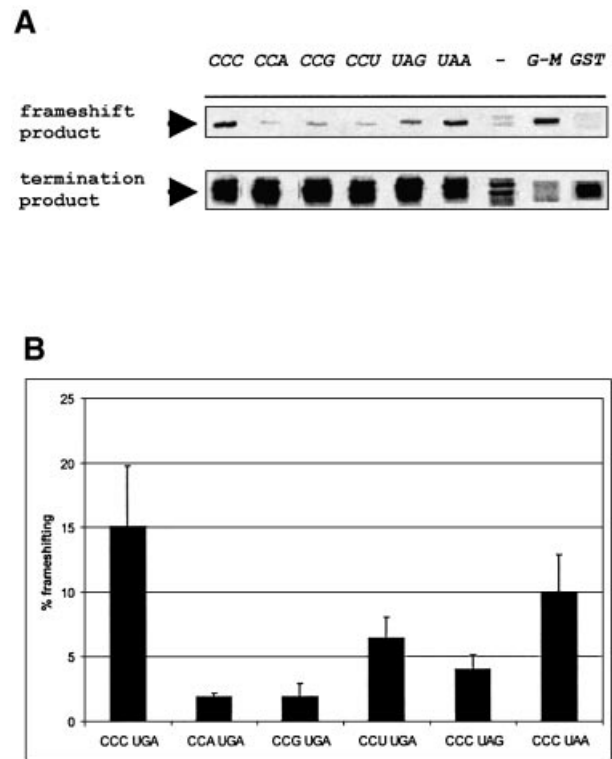 A
CCC CCA CCG CCU UAG UAA - G-M GST
frameshift
product
termination
product
B
25
20
15
10
5
0
% frameshifting
CCC UGA CCA UGA CCG UGA CCU UGA CCC UAG CCC UAA